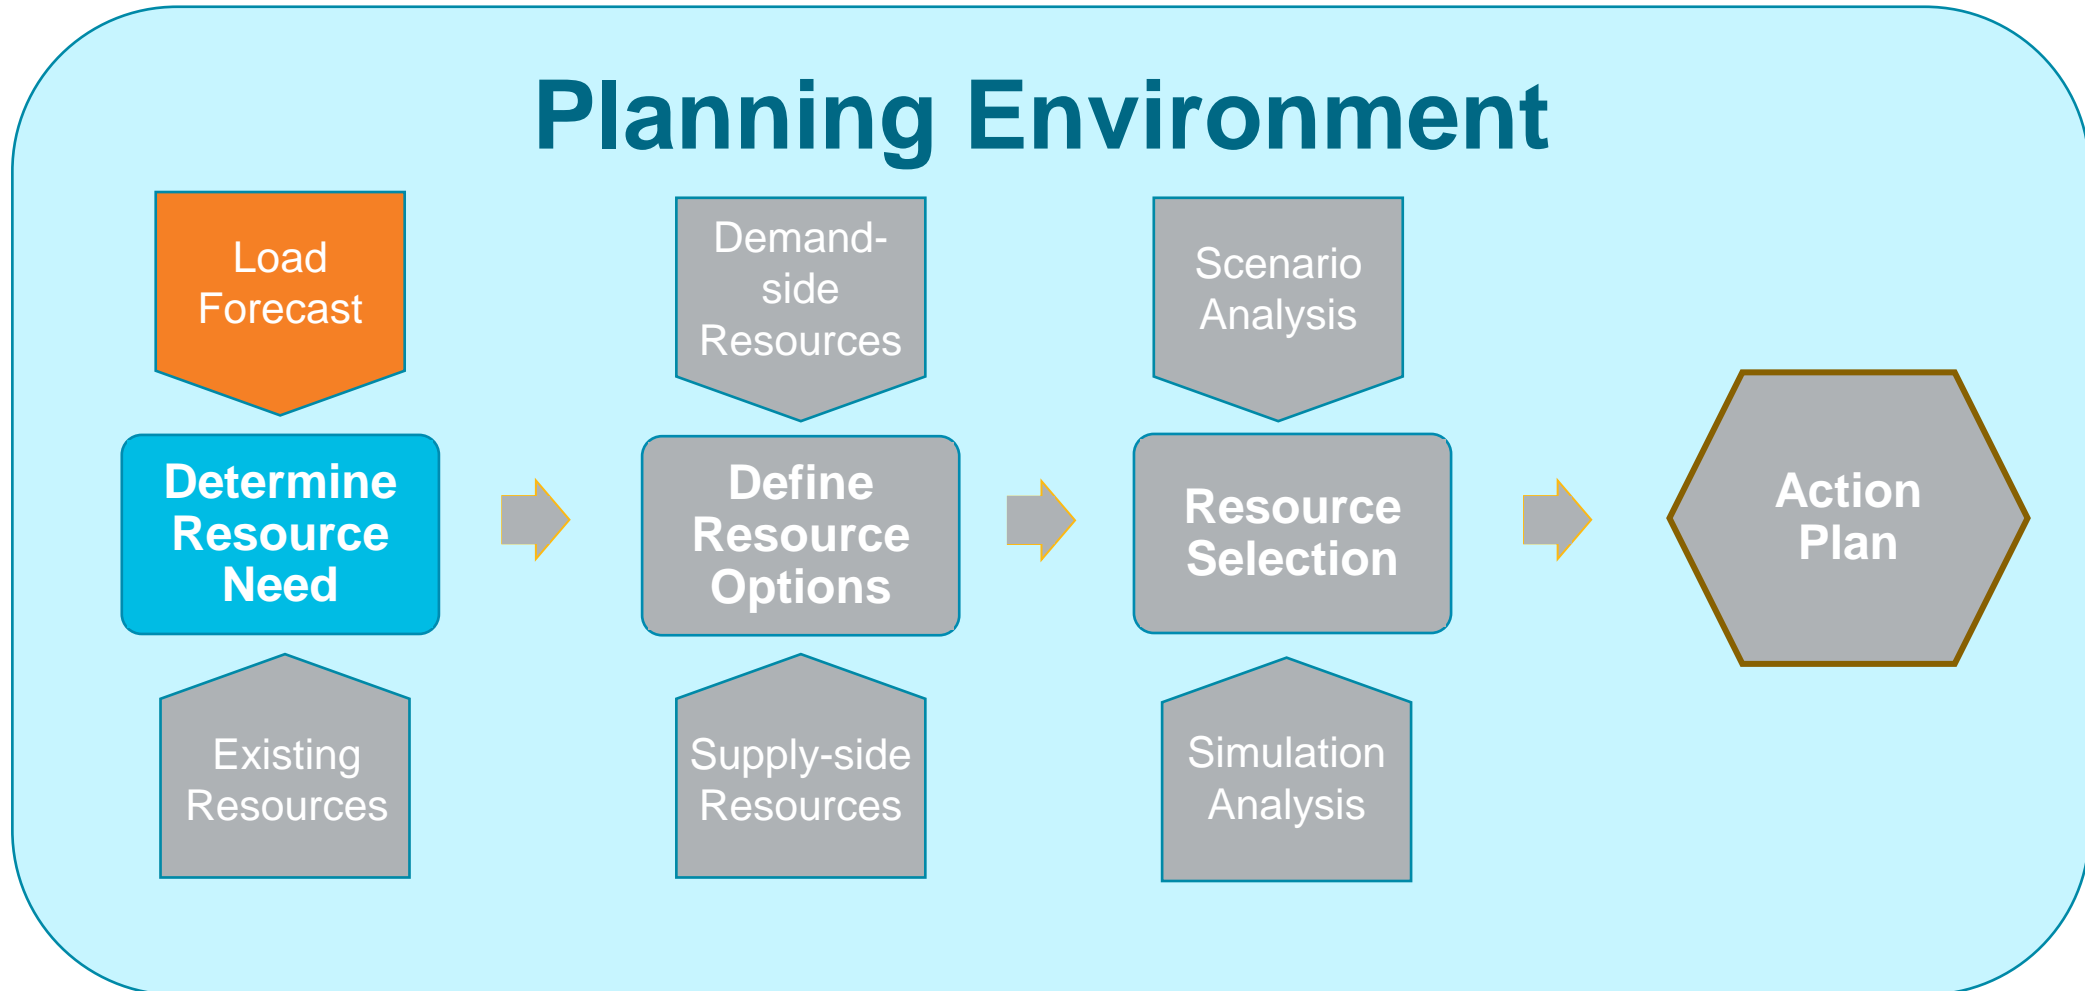 Planning Environment
Load
Forecast
Demand-
side
Resources
Scenario
Analysis
Determine
Resource
Need
Define
Resource
Options
Resource
Selection
Action
Plan
Existing
Resources
Supply-side
Resources
Simulation
Analysis